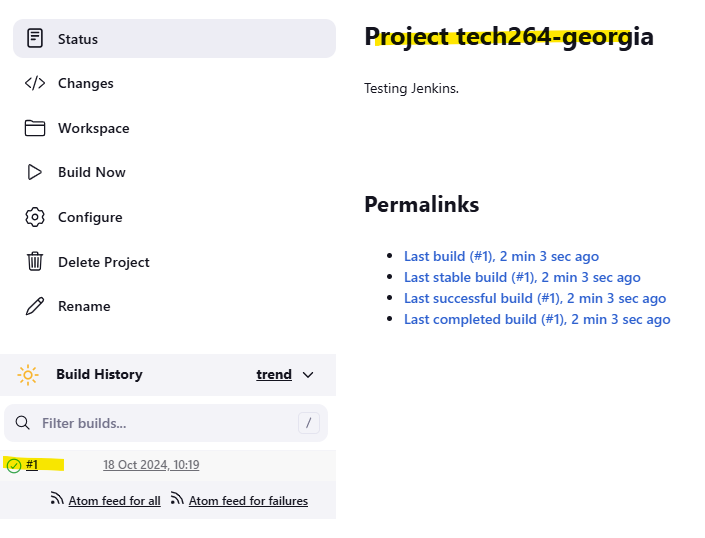 Status
Changes
Workspace
Build Now
Configure
Delete Project
Rename
Build History
trend
Filter builds...
/
#1
18 Oct 2024, 10:19
Atom feed for all
Atom feed for failures
Project tech264-georgia
Testing Jenkins.
Permalinks
Last build (#1), 2 min 3 sec ago
Last stable build (#1), 2 min 3 sec ago
Last successful build (#1), 2 min 3 sec ago
Last completed build (#1), 2 min 3 sec ago